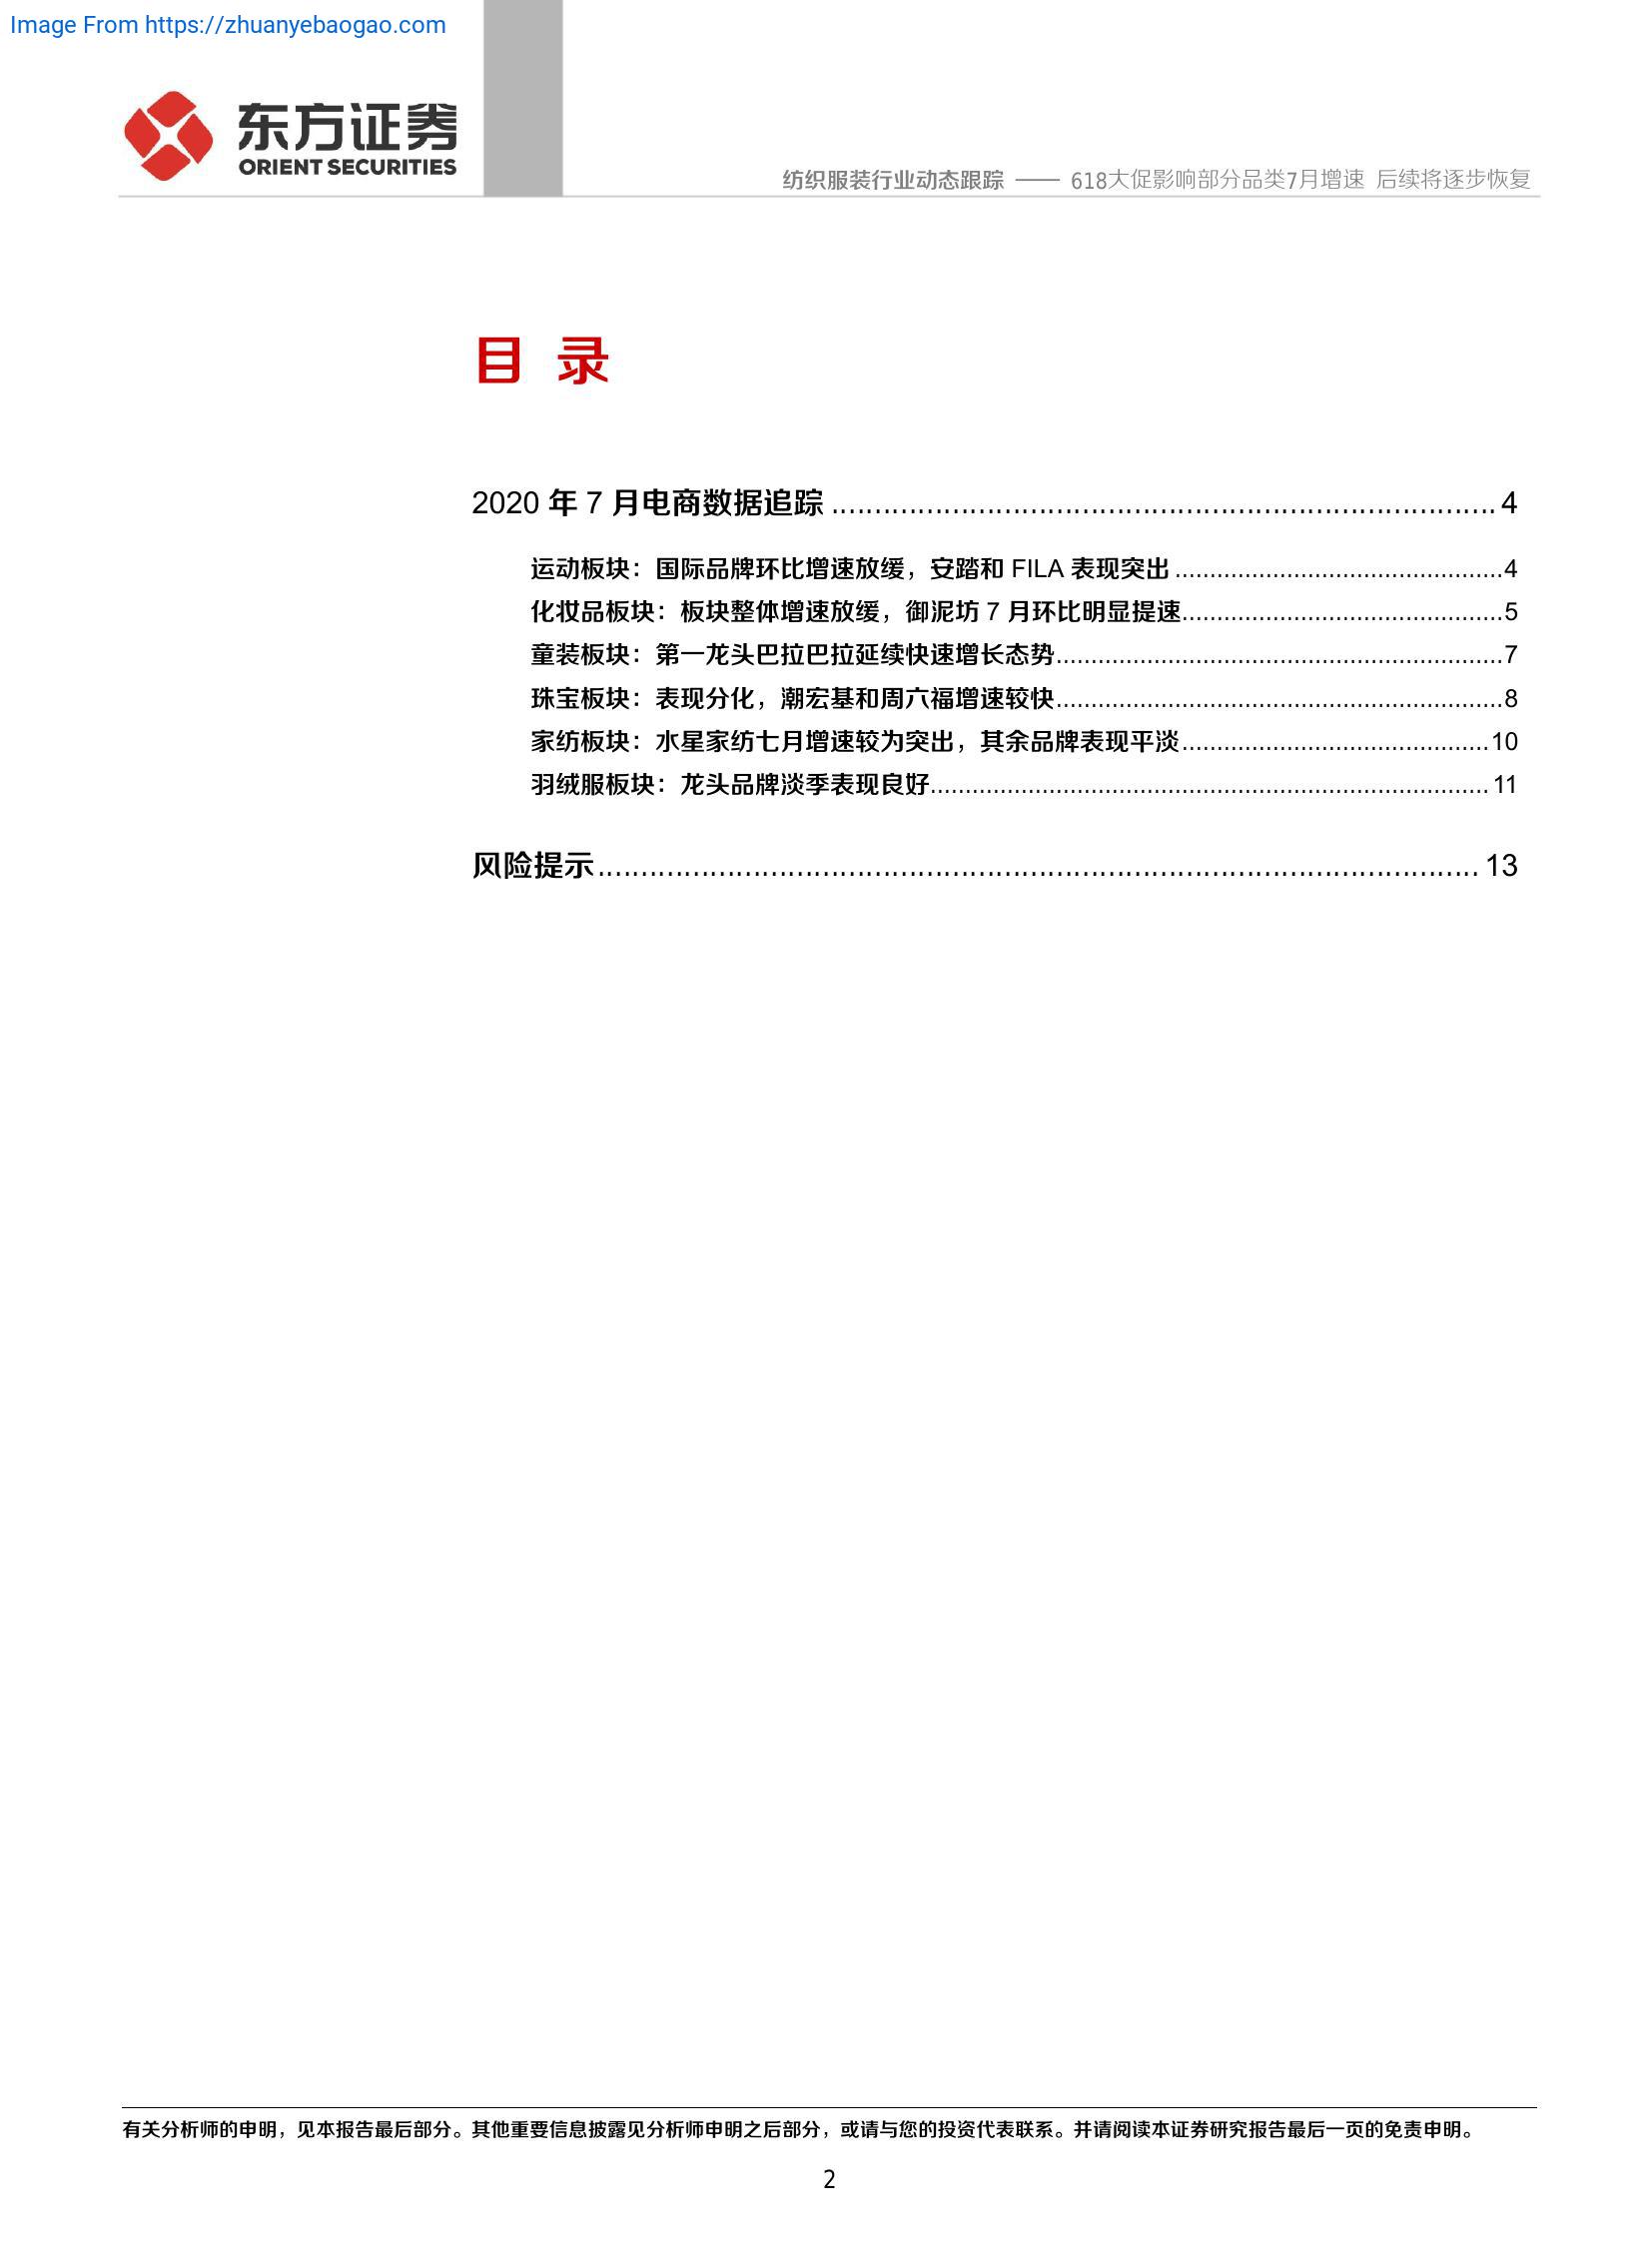 Image From https://zhuanyebaogao.com
东方证券
ORIENT SECURITIES
纺织服装行业动态跟踪 —— 618大促影响部分品类7月增速 后续将逐步恢复
目 录
2020 年 7 月电商数据追踪 ........................................................................... 4
运动板块：国际品牌环比增速放缓，安踏和 FILA 表现突出 ...............................................4
化妆品板块：板块整体增速放缓，御泥坊 7 月环比明显提速..............................................5
童装板块：第一龙头巴拉巴拉延续快速增长态势................................................................7
珠宝板块：表现分化，潮宏基和周六福增速较快................................................................8
家纺板块：水星家纺七月增速较为突出，其余品牌表现平淡............................................10
羽绒服板块：龙头品牌淡季表现良好................................................................................ 11
风险提示.................................................................................................... 13
有关分析师的申明，见本报告最后部分。其他重要信息披露见分析师申明之后部分，或请与您的投资代表联系。并请阅读本证券研究报告最后一页的免责申明。
2